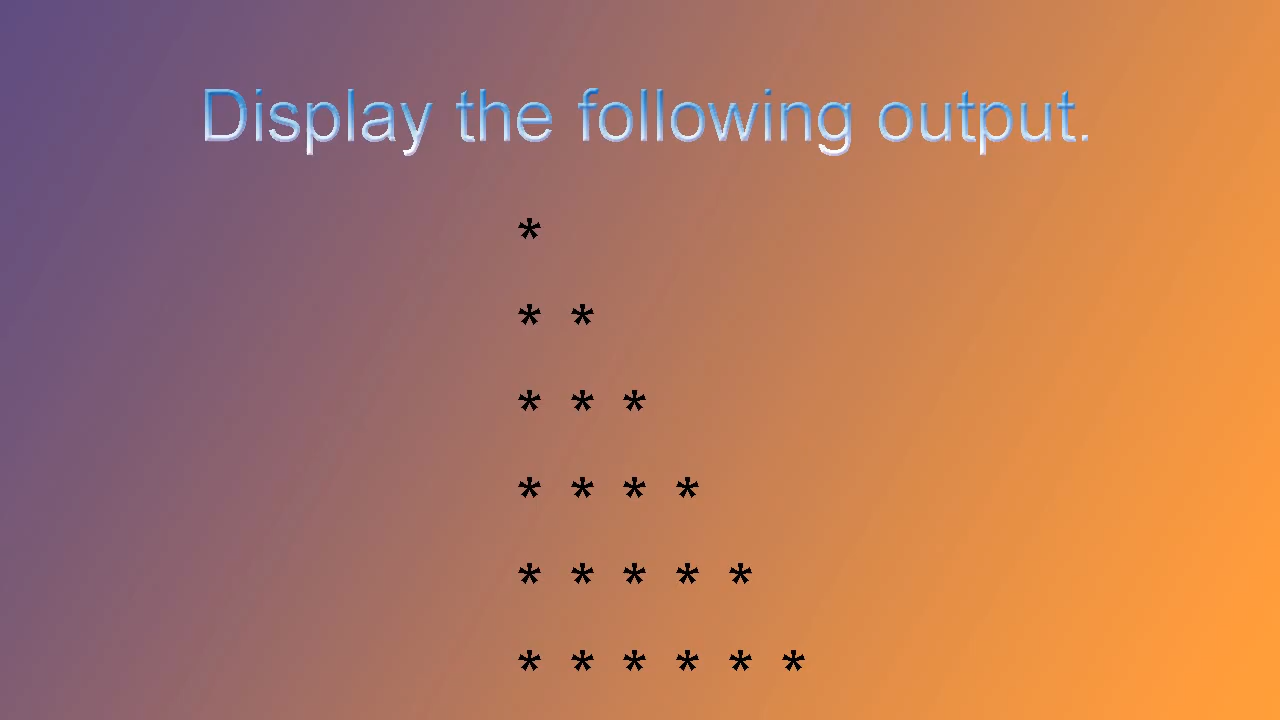 Display the following output.
*
* *
* * *
* * * *
* * * * *
* * * * * *